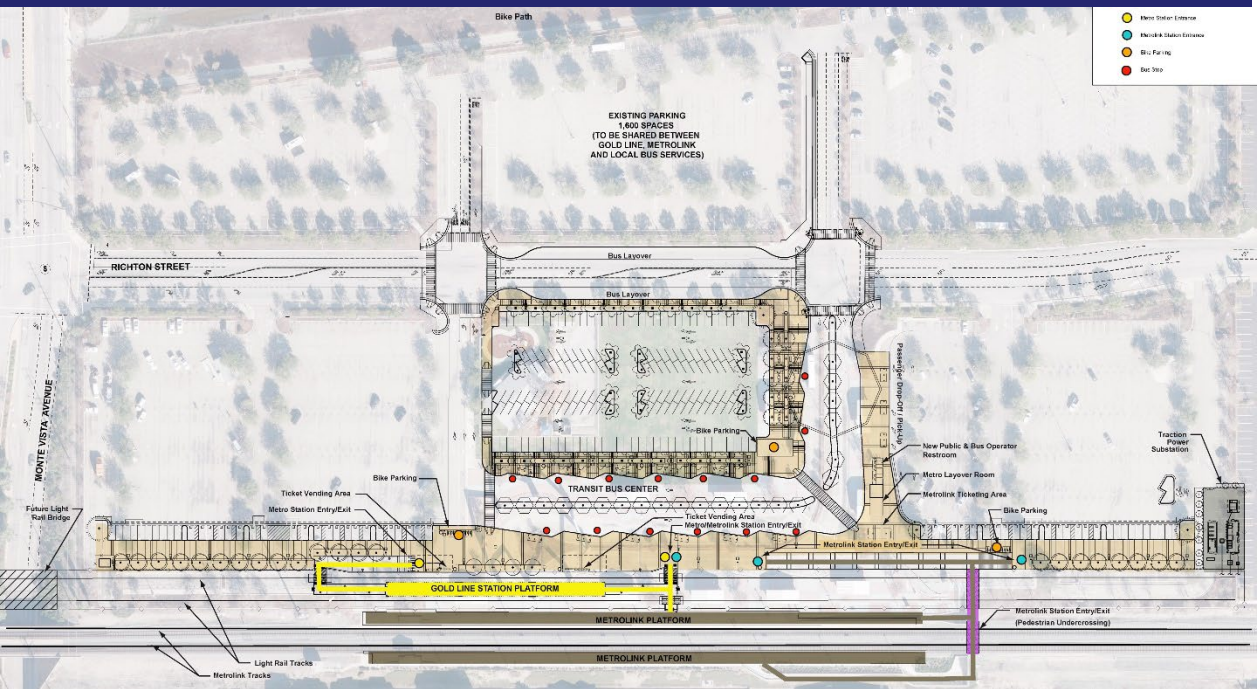 Bike Path
Metro Station Entrance
Metrolink Station Entrance
Bike Parking
Bus Stop
EXISTING PARKING
1,600 SPACES
(TO BE SHARED BETWEEN
GOLD LINE, METROLINK
AND LOCAL BUS SERVICES)
Bus Layover
RICHTON STREET
Bus Layover
MONTE VISTA AVENUE
Passenger Drop-Off / Pick-Up
Bike Parking
New Public & Bus Operator
Restroom
Traction
Power
Substation
Metro Layover Room
Bike Parking
TRANSIT BUS CENTER
Metrolink Ticketing Area
Ticket Vending Area
Metro Station Entry/Exit
Future Light
Rail Bridge
Ticket Vending Area
Metro/Metrolink Station Entry/Exit
Bike Parking
Metrolink Station Entry/Exit
GOLD LINE STATION PLATFORM
METROLINK PLATFORM
Metrolink Station Entry/Exit
(Pedestrian Undercrossing)
METROLINK PLATFORM
Light Rail Tracks
Metrolink Tracks